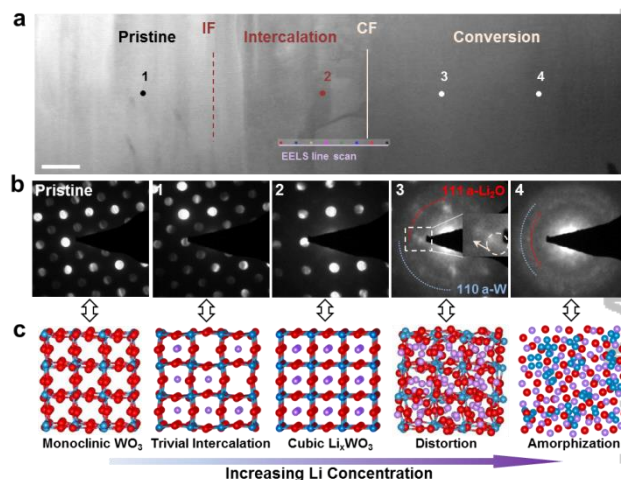 a
IF
CF
Pristine
Intercalation
Conversion
1
2
3
4
EELS line scan
b
Pristine
1
2
3
111 a-Li₂O
110 a-W
4
c
Monoclinic WO₃
Trivial Intercalation
Cubic LiₓWO₃
Distortion
Amorphization
Increasing Li Concentration